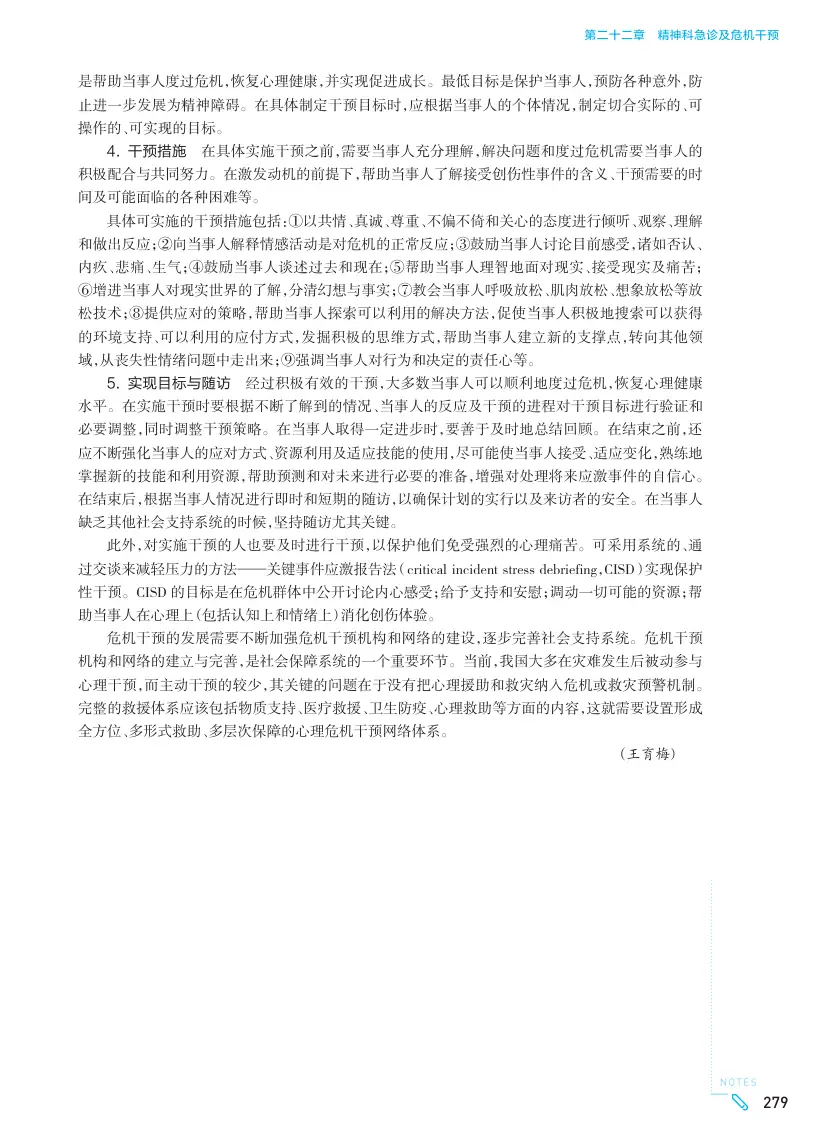 第二十二章　精神科急诊及危机干预
是帮助当事人度过危机,恢复心理健康,并实现促进成长。最低目标是保护当事人,预防各种意外,防
止进一步发展为精神障碍。在具体制定干预目标时,应根据当事人的个体情况,制定切合实际的、可
操作的、可实现的目标。
4. 干预措施　在具体实施干预之前,需要当事人充分理解,解决问题和度过危机需要当事人的
积极配合与共同努力。在激发动机的前提下,帮助当事人了解接受创伤性事件的含义、干预需要的时
间及可能面临的各种困难等。
具体可实施的干预措施包括:①以共情、真诚、尊重、不偏不倚和关心的态度进行倾听、观察、理解
和做出反应;②向当事人解释情感活动是对危机的正常反应;③鼓励当事人讨论目前感受,诸如否认、
内疚、悲痛、生气;④鼓励当事人谈述过去和现在;⑤帮助当事人理智地面对现实、接受现实及痛苦;
⑥增进当事人对现实世界的了解,分清幻想与事实;⑦教会当事人呼吸放松、肌肉放松、想象放松等放
松技术;⑧提供应对的策略,帮助当事人探索可以利用的解决方法,促使当事人积极地搜索可以获得
的环境支持、可以利用的应付方式,发掘积极的思维方式,帮助当事人建立新的支撑点,转向其他领
域,从丧失性情绪问题中走出来;⑨强调当事人对行为和决定的责任心等。
5. 实现目标与随访　经过积极有效的干预,大多数当事人可以顺利地度过危机,恢复心理健康
水平。在实施干预时要根据不断了解到的情况、当事人的反应及干预的进程对干预目标进行验证和
必要调整,同时调整干预策略。在当事人取得一定进步时,要善于及时地总结回顾。在结束之前,还
应不断强化当事人的应对方式、资源利用及适应技能的使用,尽可能使当事人接受、适应变化,熟练地
掌握新的技能和利用资源,帮助预测和对未来进行必要的准备,增强对处理将来应激事件的自信心。
在结束后,根据当事人情况进行即时和短期的随访,以确保计划的实行以及来访者的安全。在当事人
缺乏其他社会支持系统的时候,坚持随访尤其关键。
此外,对实施干预的人也要及时进行干预,以保护他们免受强烈的心理痛苦。可采用系统的、通
过交谈来减轻压力的方法——关键事件应激报告法(critical incident stress debriefing,CISD)实现保护
性干预。CISD 的目标是在危机群体中公开讨论内心感受;给予支持和安慰;调动一切可能的资源;帮
助当事人在心理上(包括认知上和情绪上)消化创伤体验。
危机干预的发展需要不断加强危机干预机构和网络的建设,逐步完善社会支持系统。危机干预
机构和网络的建立与完善,是社会保障系统的一个重要环节。当前,我国大多在灾难发生后被动参与
心理干预,而主动干预的较少,其关键的问题在于没有把心理援助和救灾纳入危机或救灾预警机制。
完整的救援体系应该包括物质支持、医疗救援、卫生防疫、心理救助等方面的内容,这就需要设置形成
全方位、多形式救助、多层次保障的心理危机干预网络体系。
(王育梅)
NOTES
279